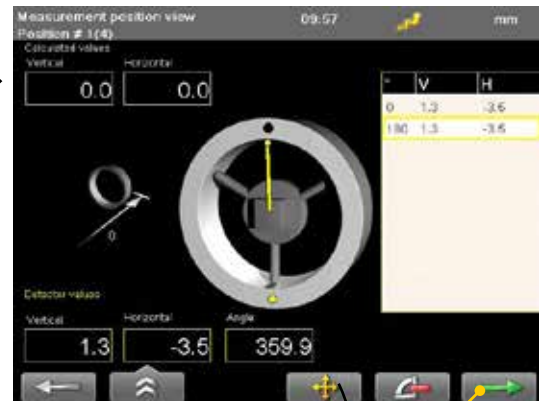 Measurement position view 09:57 mm
Position # 1(4)
Calculated values
Vertical Horizontal
0.0 0.0
° V H
0 1.3 -3.6
180 1.3 -3.5
0
Detector values
Vertical Horizontal Angle
1.3 -3.5 359.9